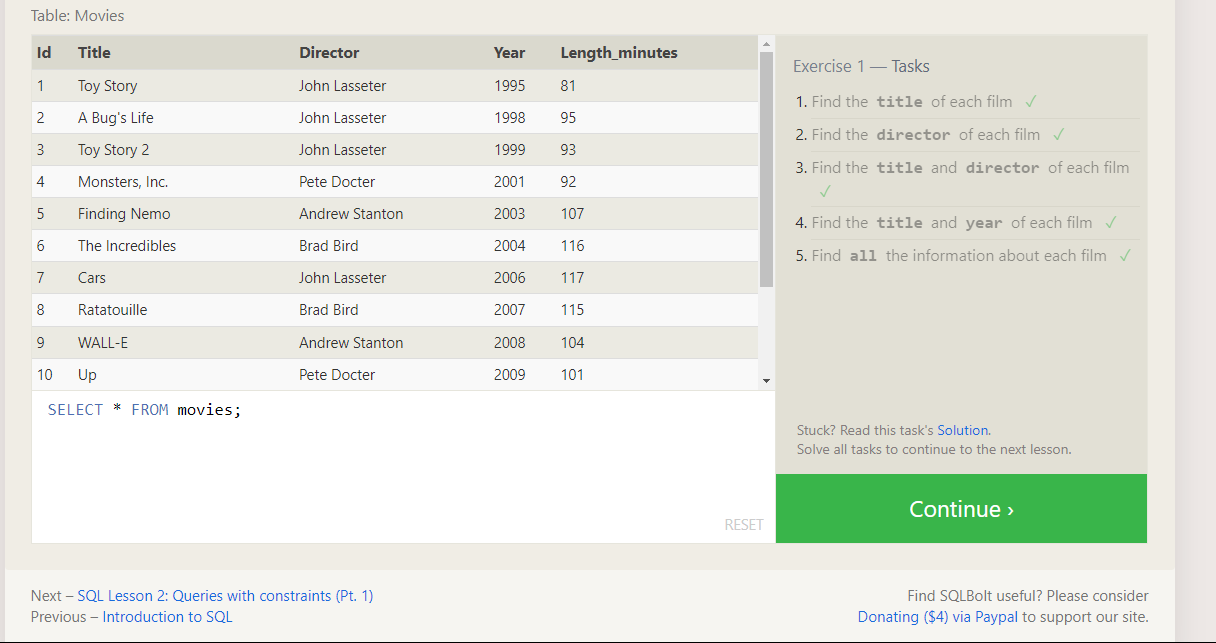 Table: Movies
Id Title Director Year Length_minutes
1 Toy Story John Lasseter 1995 81
2 A Bug's Life John Lasseter 1998 95
3 Toy Story 2 John Lasseter 1999 93
4 Monsters, Inc. Pete Docter 2001 92
5 Finding Nemo Andrew Stanton 2003 107
6 The Incredibles Brad Bird 2004 116
7 Cars John Lasseter 2006 117
8 Ratatouille Brad Bird 2007 115
9 WALL-E Andrew Stanton 2008 104
10 Up Pete Docter 2009 101
SELECT * FROM movies;
RESET
Exercise 1 — Tasks
1. Find the title of each film ✓
2. Find the director of each film ✓
3. Find the title and director of each film
✓
4. Find the title and year of each film ✓
5. Find all the information about each film ✓
Stuck? Read this task's Solution.
Solve all tasks to continue to the next lesson.
Continue ›
Next – SQL Lesson 2: Queries with constraints (Pt. 1)
Previous – Introduction to SQL
Find SQLBolt useful? Please consider
Donating ($4) via Paypal to support our site.